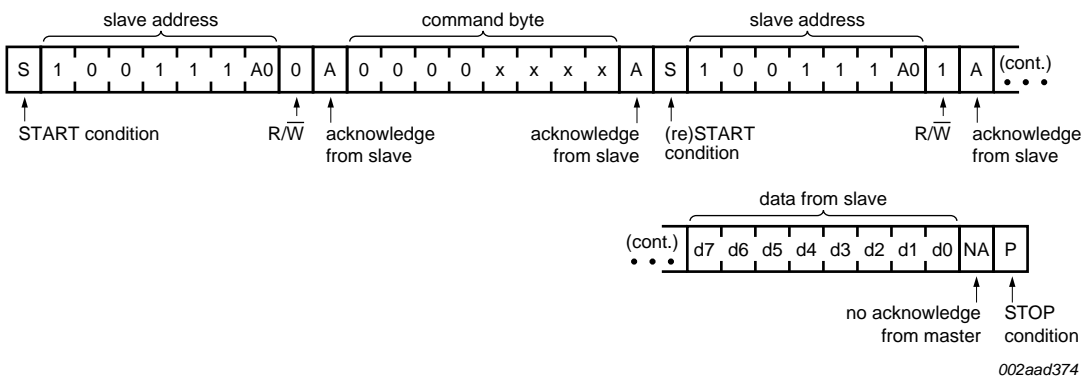 slave address command byte slave address
S 1 0 0 1 1 1 A0 0 A 0 0 0 0 x x x x A S 1 0 0 1 1 1 A0 1 A (cont.)
START condition R/W̅ acknowledge acknowledge (re)START R/W̅ acknowledge
from slave from slave condition from slave
data from slave
(cont.) d7 d6 d5 d4 d3 d2 d1 d0 NA P
no acknowledge STOP
from master condition
002aad374